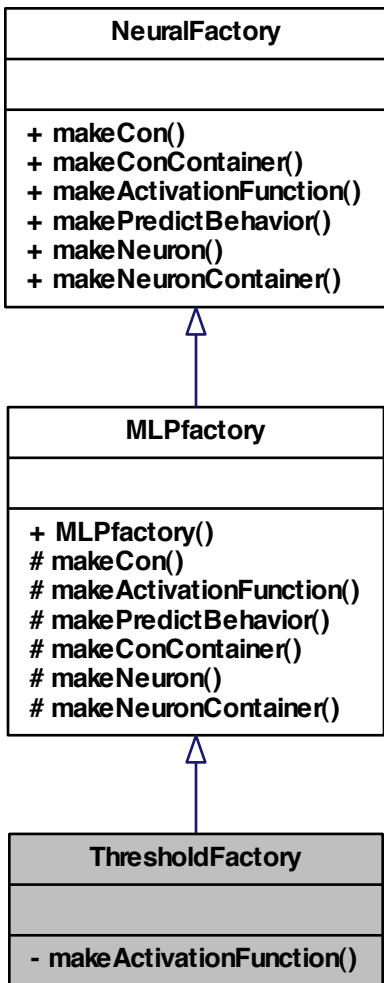 NeuralFactory
+ makeCon()
+ makeConContainer()
+ makeActivationFunction()
+ makePredictBehavior()
+ makeNeuron()
+ makeNeuronContainer()
MLPfactory
+ MLPfactory()
# makeCon()
# makeActivationFunction()
# makePredictBehavior()
# makeConContainer()
# makeNeuron()
# makeNeuronContainer()
ThresholdFactory
- makeActivationFunction()